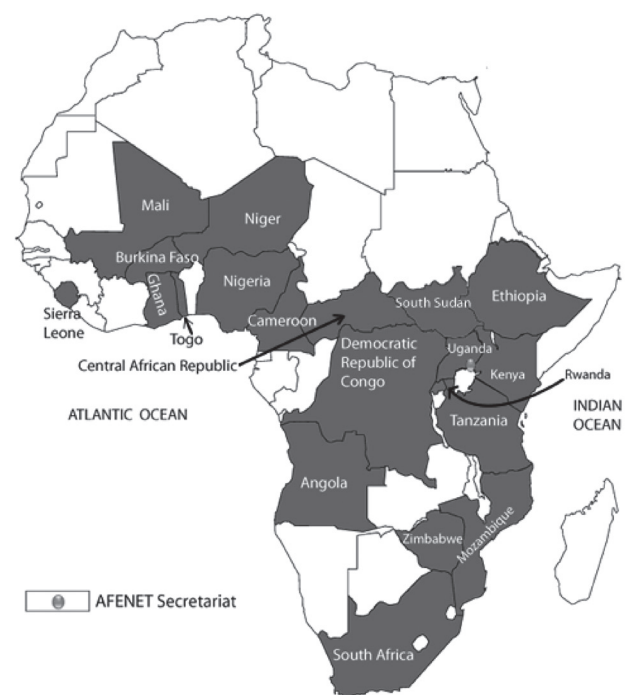 Mali
Niger
Burkina Faso
Ghana
Nigeria
South Sudan
Ethiopia
Sierra
Leone
Togo
Cameroon
Central African Republic
Democratic
Republic of
Congo
Uganda
Kenya
Rwanda
ATLANTIC OCEAN
INDIAN
OCEAN
Tanzania
Angola
Zimbabwe
Mozambique
AFENET Secretariat
South Africa